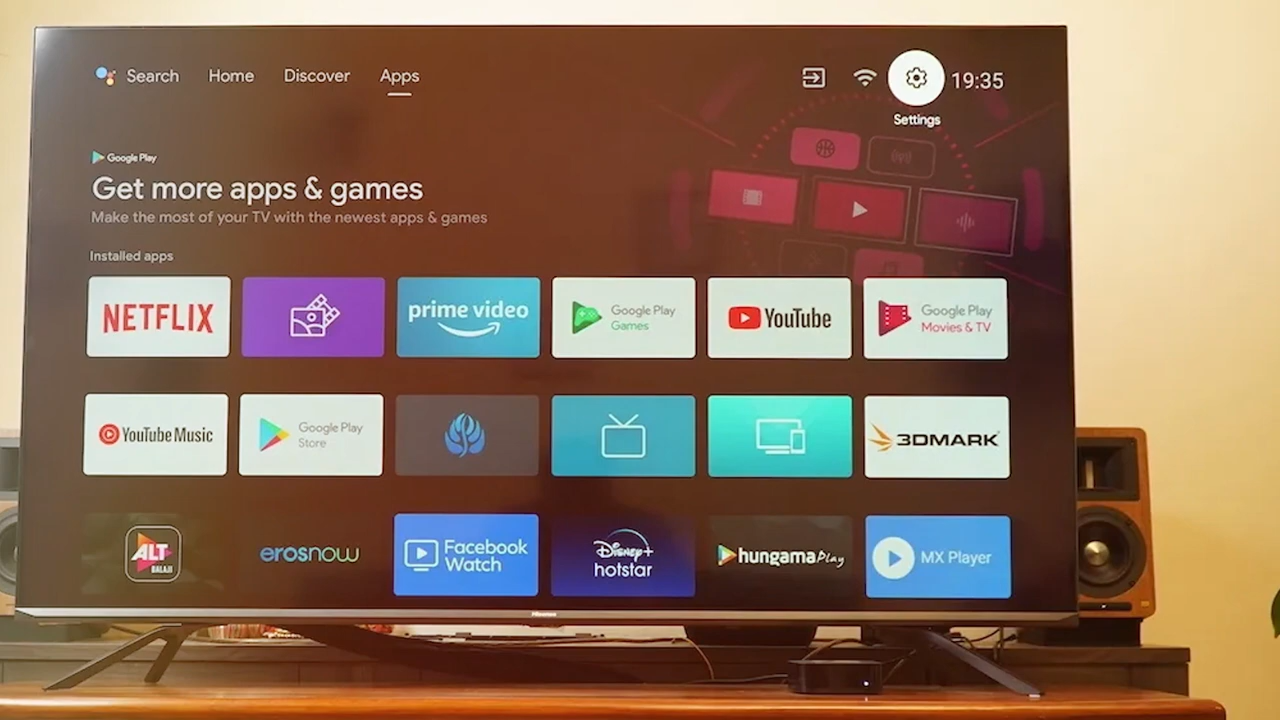 Search Home Discover Apps
19:35
Settings
Google Play
Get more apps & games
Make the most of your TV with the newest apps & games
Installed apps
NETFLIX
prime video
Google Play
Games
YouTube
Google Play
Movies & TV
YouTube Music
Google Play
Store
3DMARK
ALT
BALAJI
erosnow
Facebook
Watch
Disney+
hotstar
hungama Play
MX Player
Hisense